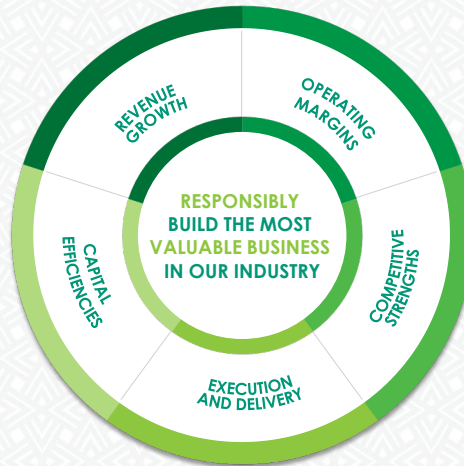 REVENUE
GROWTH
OPERATING
MARGINS
RESPONSIBLY
BUILD THE MOST
VALUABLE BUSINESS
IN OUR INDUSTRY
CAPITAL
EFFICIENCIES
COMPETITIVE
STRENGTHS
EXECUTION
AND DELIVERY